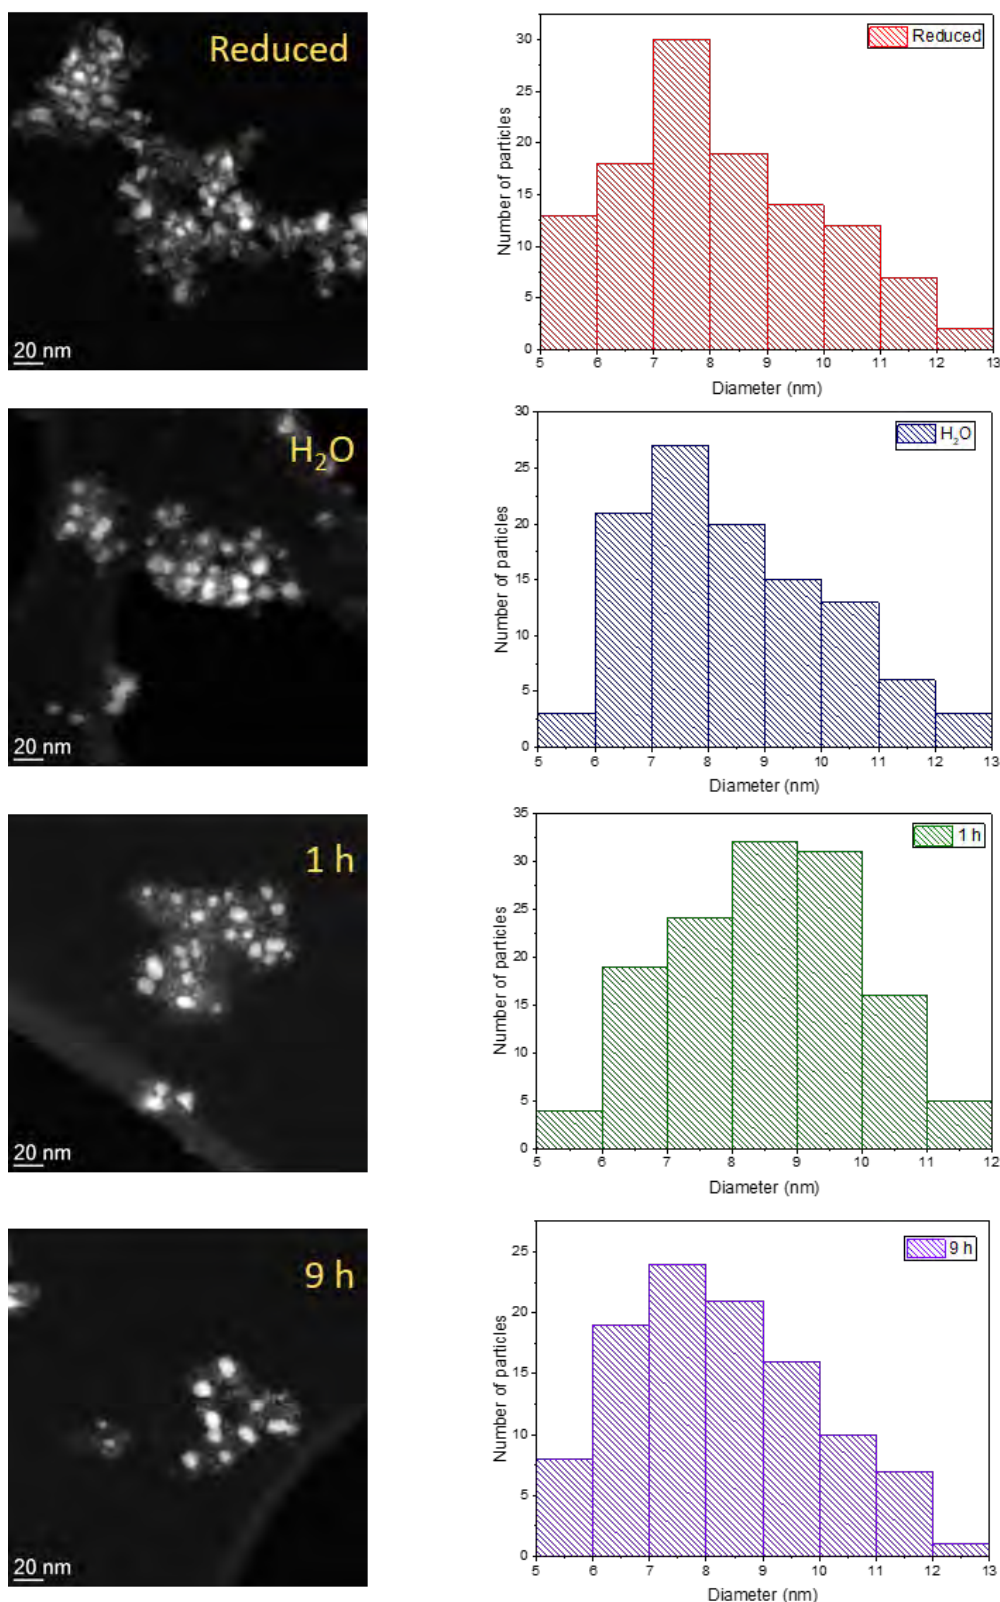 Reduced
20 nm
Reduced
Number of particles
30
25
20
15
10
5
0
5 6 7 8 9 10 11 12 13
Diameter (nm)
H₂O
20 nm
H₂O
Number of particles
30
25
20
15
10
5
0
5 6 7 8 9 10 11 12 13
Diameter (nm)
1 h
20 nm
1 h
Number of particles
35
30
25
20
15
10
5
0
5 6 7 8 9 10 11 12
Diameter (nm)
9 h
20 nm
9 h
Number of particles
25
20
15
10
5
0
5 6 7 8 9 10 11 12 13
Diameter (nm)